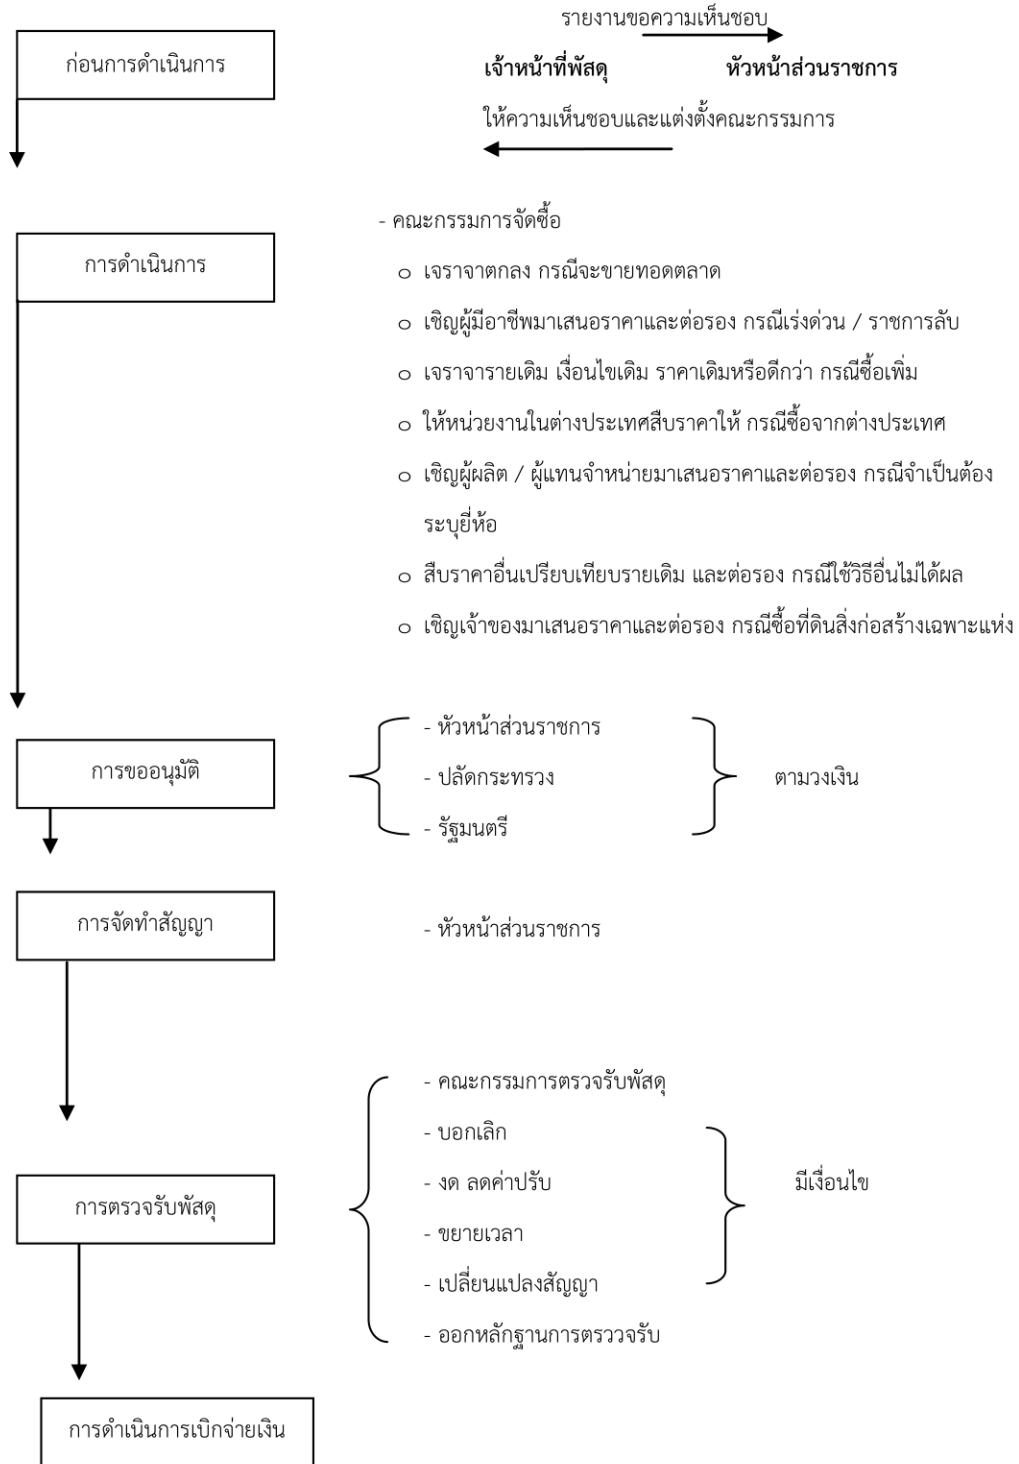 รายงานขอความเห็นชอบ
ก่อนการดำเนินการ
เจ้าหน้าที่พัสดุ หัวหน้าส่วนราชการ
ให้ความเห็นชอบและแต่งตั้งคณะกรรมการ
- คณะกรรมการจัดซื้อ
การดำเนินการ
o เจราจาตกลง กรณีจะขายทอดตลาด
o เชิญผู้มีอาชีพมาเสนอราคาและต่อรอง กรณีเร่งด่วน / ราชการลับ
o เจราจารายเดิม เงื่อนไขเดิม ราคาเดิมหรือดีกว่า กรณีซื้อเพิ่ม
o ให้หน่วยงานในต่างประเทศสืบราคาให้ กรณีซื้อจากต่างประเทศ
o เชิญผู้ผลิต / ผู้แทนจำหน่ายมาเสนอราคาและต่อรอง กรณีจำเป็นต้อง
ระบุยี่ห้อ
o สืบราคาอื่นเปรียบเทียบรายเดิม และต่อรอง กรณีใช้วิธีอื่นไม่ได้ผล
o เชิญเจ้าของมาเสนอราคาและต่อรอง กรณีซื้อที่ดินสิ่งก่อสร้างเฉพาะแห่ง
- หัวหน้าส่วนราชการ
การขออนุมัติ
- ปลัดกระทรวง ตามวงเงิน
- รัฐมนตรี
การจัดทำสัญญา
- หัวหน้าส่วนราชการ
- คณะกรรมการตรวจรับพัสดุ
- บอกเลิก
- งด ลดค่าปรับ มีเงื่อนไข
การตรวจรับพัสดุ
- ขยายเวลา
- เปลี่ยนแปลงสัญญา
- ออกหลักฐานการตรววจรับ
การดำเนินการเบิกจ่ายเงิน